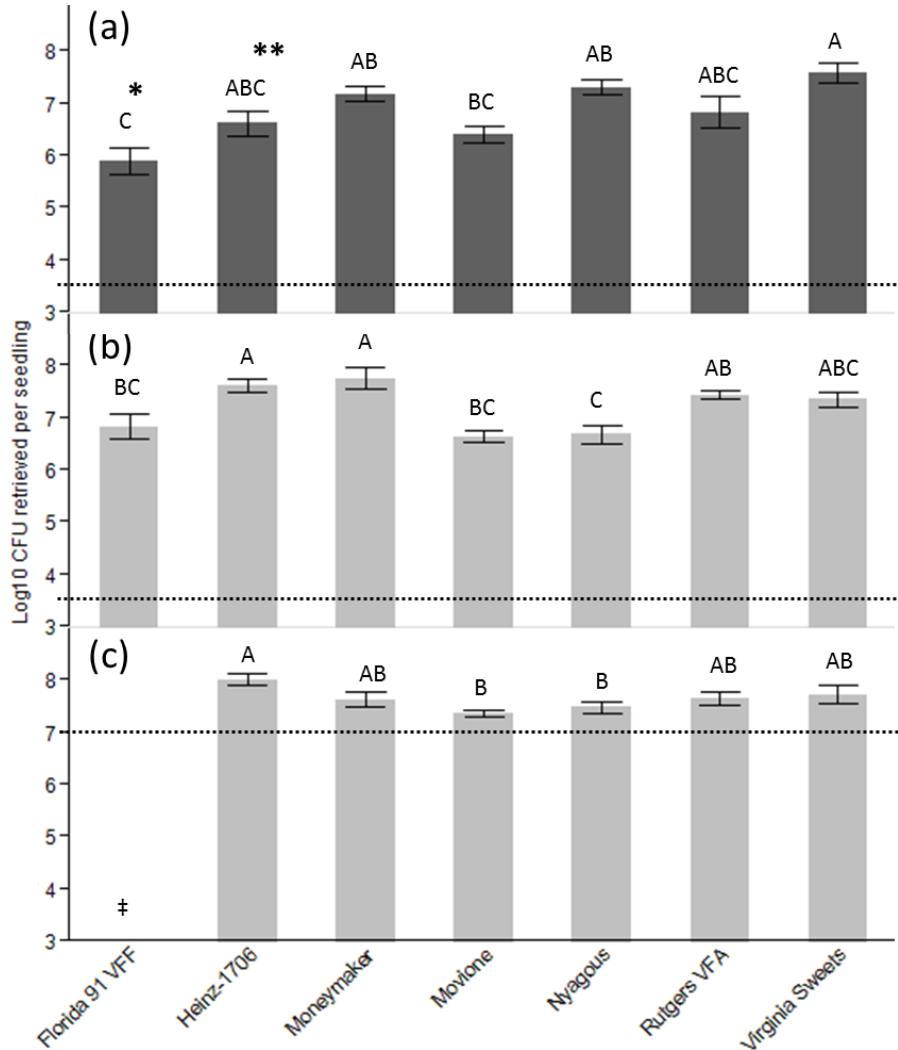 (a)
* ** 
C ABC AB BC AB ABC A
8
7
6
5
4
3
Log10 CFU retrieved per seedling
(b)
BC A A BC C AB ABC
8
7
6
5
4
3
(c)
A AB B B AB AB
8
7
6
5
4
3
‡
Florida 91 VFF
Heinz-1706
Moneymaker
Movione
Nyagous
Rutgers VFA
Virginia Sweets